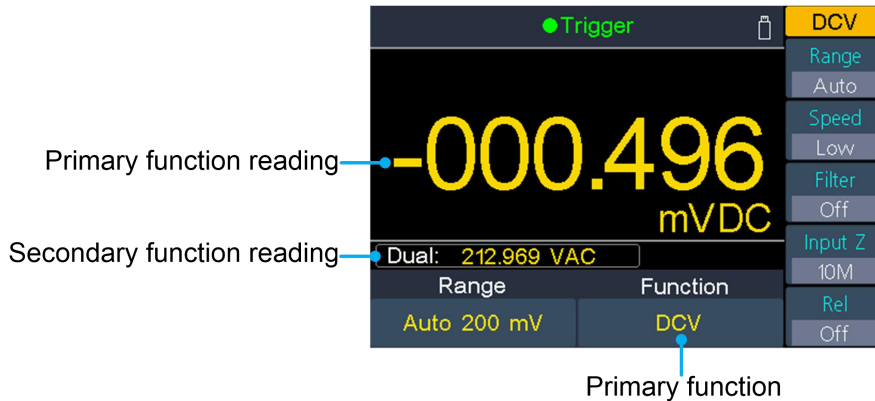 Trigger
DCV
Range
Auto
Speed
Low
Filter
Off
Input Z
10M
Rel
Off
Primary function reading
-000.496
mVDC
Secondary function reading
Dual: 212.969 VAC
Range Function
Auto 200 mV DCV
Primary function